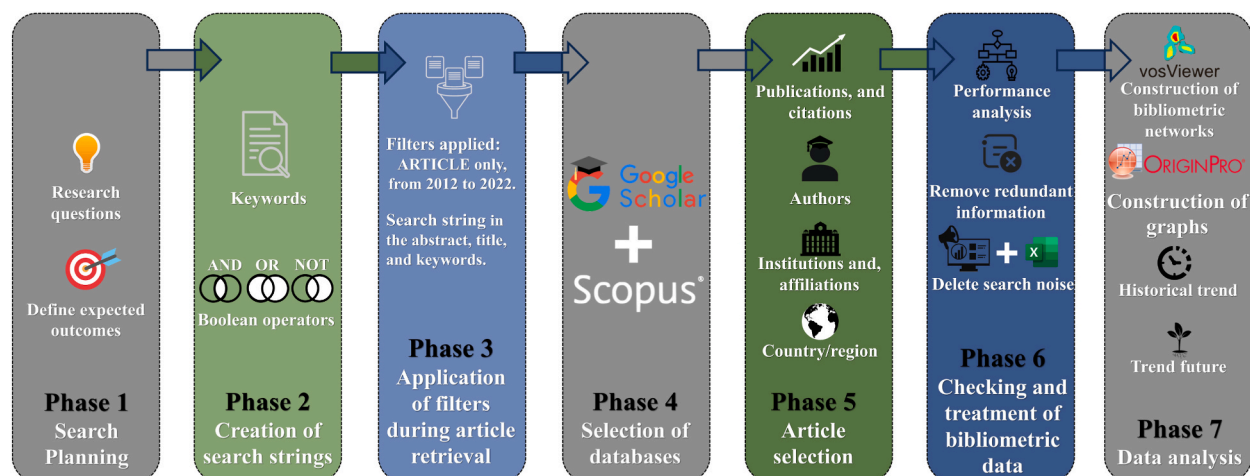 Research
questions
Define expected
outcomes
Phase 1
Search
Planning
Keywords
AND OR NOT
Boolean operators
Phase 2
Creation of
search strings
Filters applied:
ARTICLE only,
from 2012 to 2022.
Search string in
the abstract, title,
and keywords.
Phase 3
Application
of filters
during article
retrieval
Google
Scholar
+
Scopus®
Phase 4
Selection of
databases
Publications, and
citations
Authors
Institutions and,
affiliations
Country/region
Phase 5
Article
selection
Performance
analysis
Remove redundant
information
+ X
Delete search noise
Phase 6
Checking and
treatment of
bibliometric
data
vosViewer
Construction of
bibliometric
networks
ORIGINPRO®
Construction of
graphs
Historical trend
Trend future
Phase 7
Data analysis